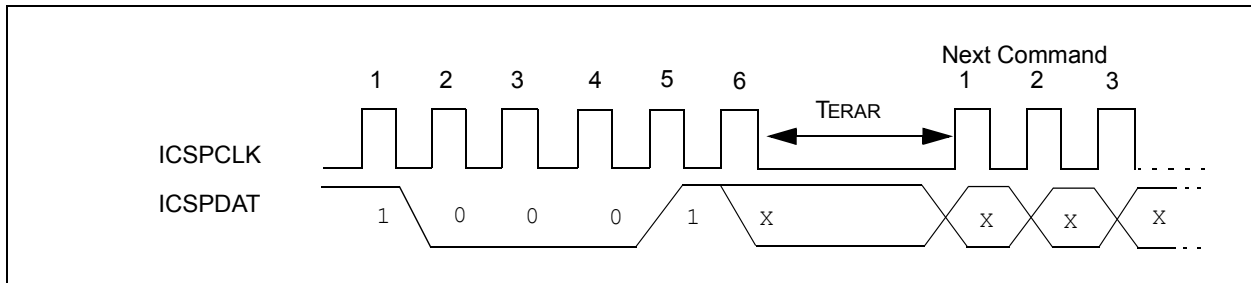 Next Command
1 2 3 4 5 6 1 2 3
TERAR
ICSPCLK
ICSPDAT
1 0 0 0 1 X X X X